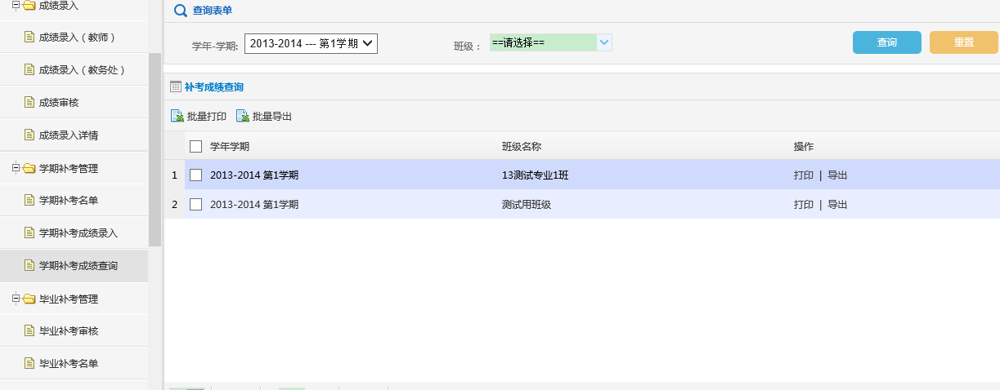 成绩录入
成绩录入（教师）
成绩录入（教务处）
成绩审核
成绩录入详情
学期补考管理
学期补考名单
学期补考成绩录入
学期补考成绩查询
毕业补考管理
毕业补考审核
毕业补考名单
查询表单
学年-学期: 2013-2014 --- 第1学期 班级： ==请选择== 查询 重置
补考成绩查询
批量打印 批量导出
学年学期 班级名称 操作
1 2013-2014 第1学期 13测试专业1班 打印 | 导出
2 2013-2014 第1学期 测试用班级 打印 | 导出